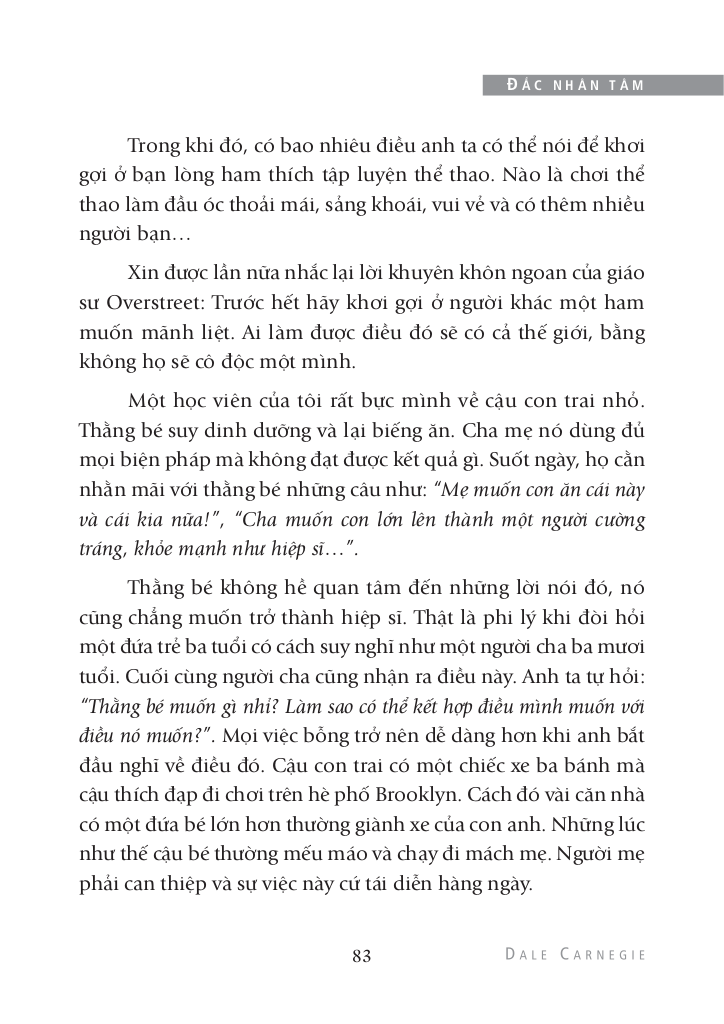 ĐẮC NHÂN TÂM
Trong khi đó, có bao nhiêu điều anh ta có thể nói để khơi
gợi ở bạn lòng ham thích tập luyện thể thao. Nào là chơi thể
thao làm đầu óc thoải mái, sảng khoái, vui vẻ và có thêm nhiều
người bạn…
Xin được lần nữa nhắc lại lời khuyên khôn ngoan của giáo
sư Overstreet: Trước hết hãy khơi gợi ở người khác một ham
muốn mãnh liệt. Ai làm được điều đó sẽ có cả thế giới, bằng
không họ sẽ cô độc một mình.
Một học viên của tôi rất bực mình về cậu con trai nhỏ.
Thằng bé suy dinh dưỡng và lại biếng ăn. Cha mẹ nó dùng đủ
mọi biện pháp mà không đạt được kết quả gì. Suốt ngày, họ cằn
nhằn mãi với thằng bé những câu như: “Mẹ muốn con ăn cái này
và cái kia nữa!”, “Cha muốn con lớn lên thành một người cường
tráng, khỏe mạnh như hiệp sĩ…”.
Thằng bé không hề quan tâm đến những lời nói đó, nó
cũng chẳng muốn trở thành hiệp sĩ. Thật là phi lý khi đòi hỏi
một đứa trẻ ba tuổi có cách suy nghĩ như một người cha ba mươi
tuổi. Cuối cùng người cha cũng nhận ra điều này. Anh ta tự hỏi:
“Thằng bé muốn gì nhỉ? Làm sao có thể kết hợp điều mình muốn với
điều nó muốn?”. Mọi việc bỗng trở nên dễ dàng hơn khi anh bắt
đầu nghĩ về điều đó. Cậu con trai có một chiếc xe ba bánh mà
cậu thích đạp đi chơi trên hè phố Brooklyn. Cách đó vài căn nhà
có một đứa bé lớn hơn thường giành xe của con anh. Những lúc
như thế cậu bé thường mếu máo và chạy đi mách mẹ. Người mẹ
phải can thiệp và sự việc này cứ tái diễn hàng ngày.
83
DALE CARNEGIE